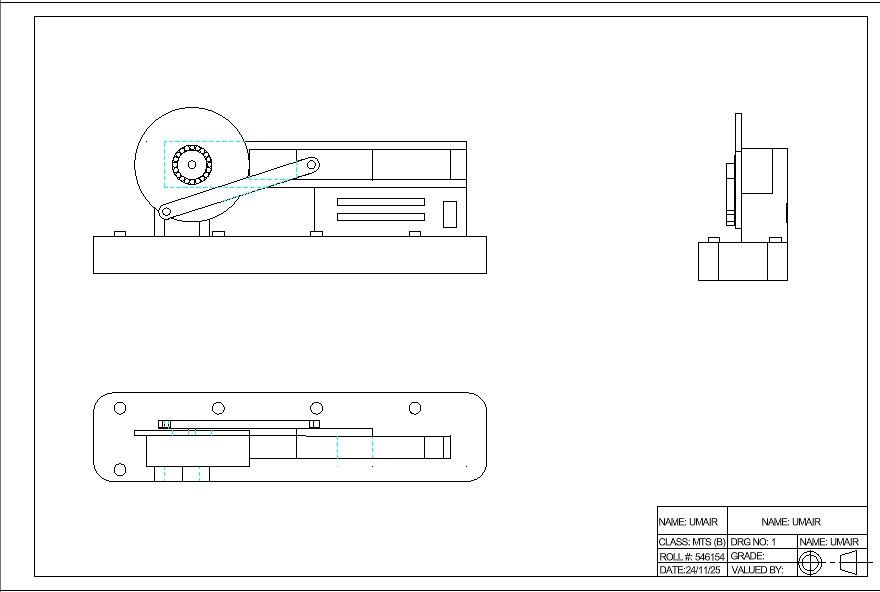 NAME: UMAIR NAME: UMAIR
CLASS: MTS (B) DRG NO: 1 NAME: UMAIR
ROLL #: 546154 GRADE:
DATE:24/11/25 VALUED BY: